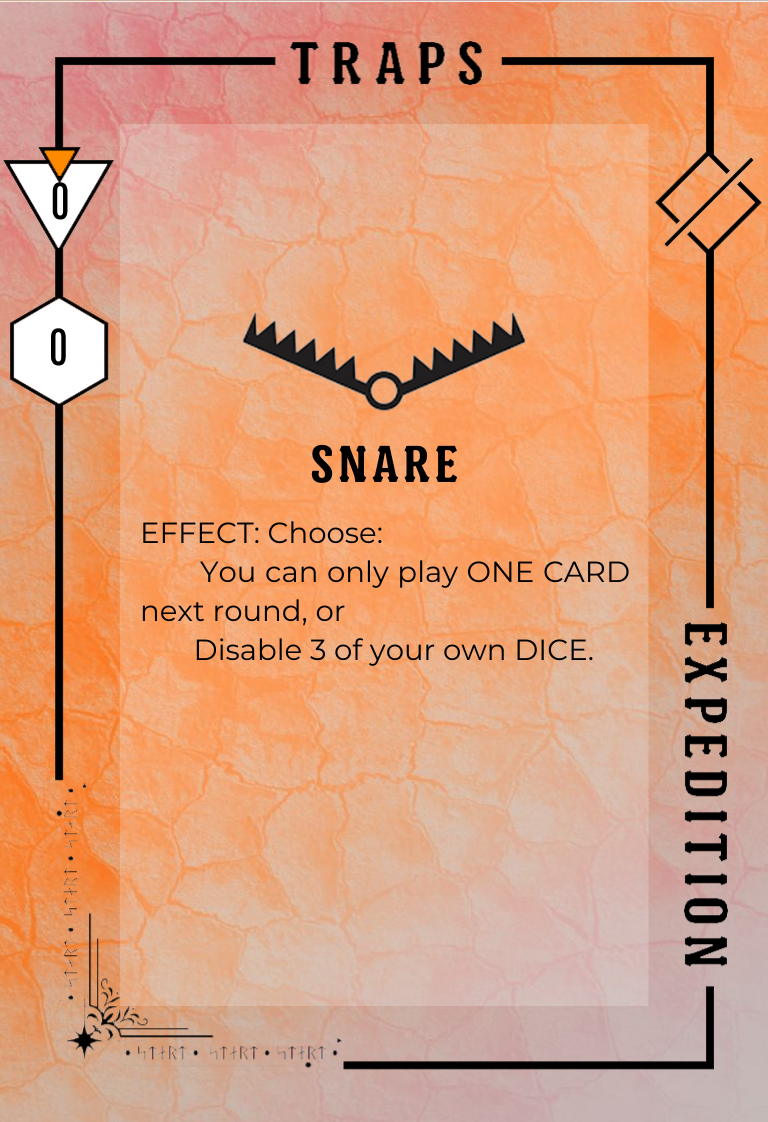 TRAPS
0
0
SNARE
EFFECT: Choose:
You can only play ONE CARD
next round, or
Disable 3 of your own DICE.
EXPEDITION